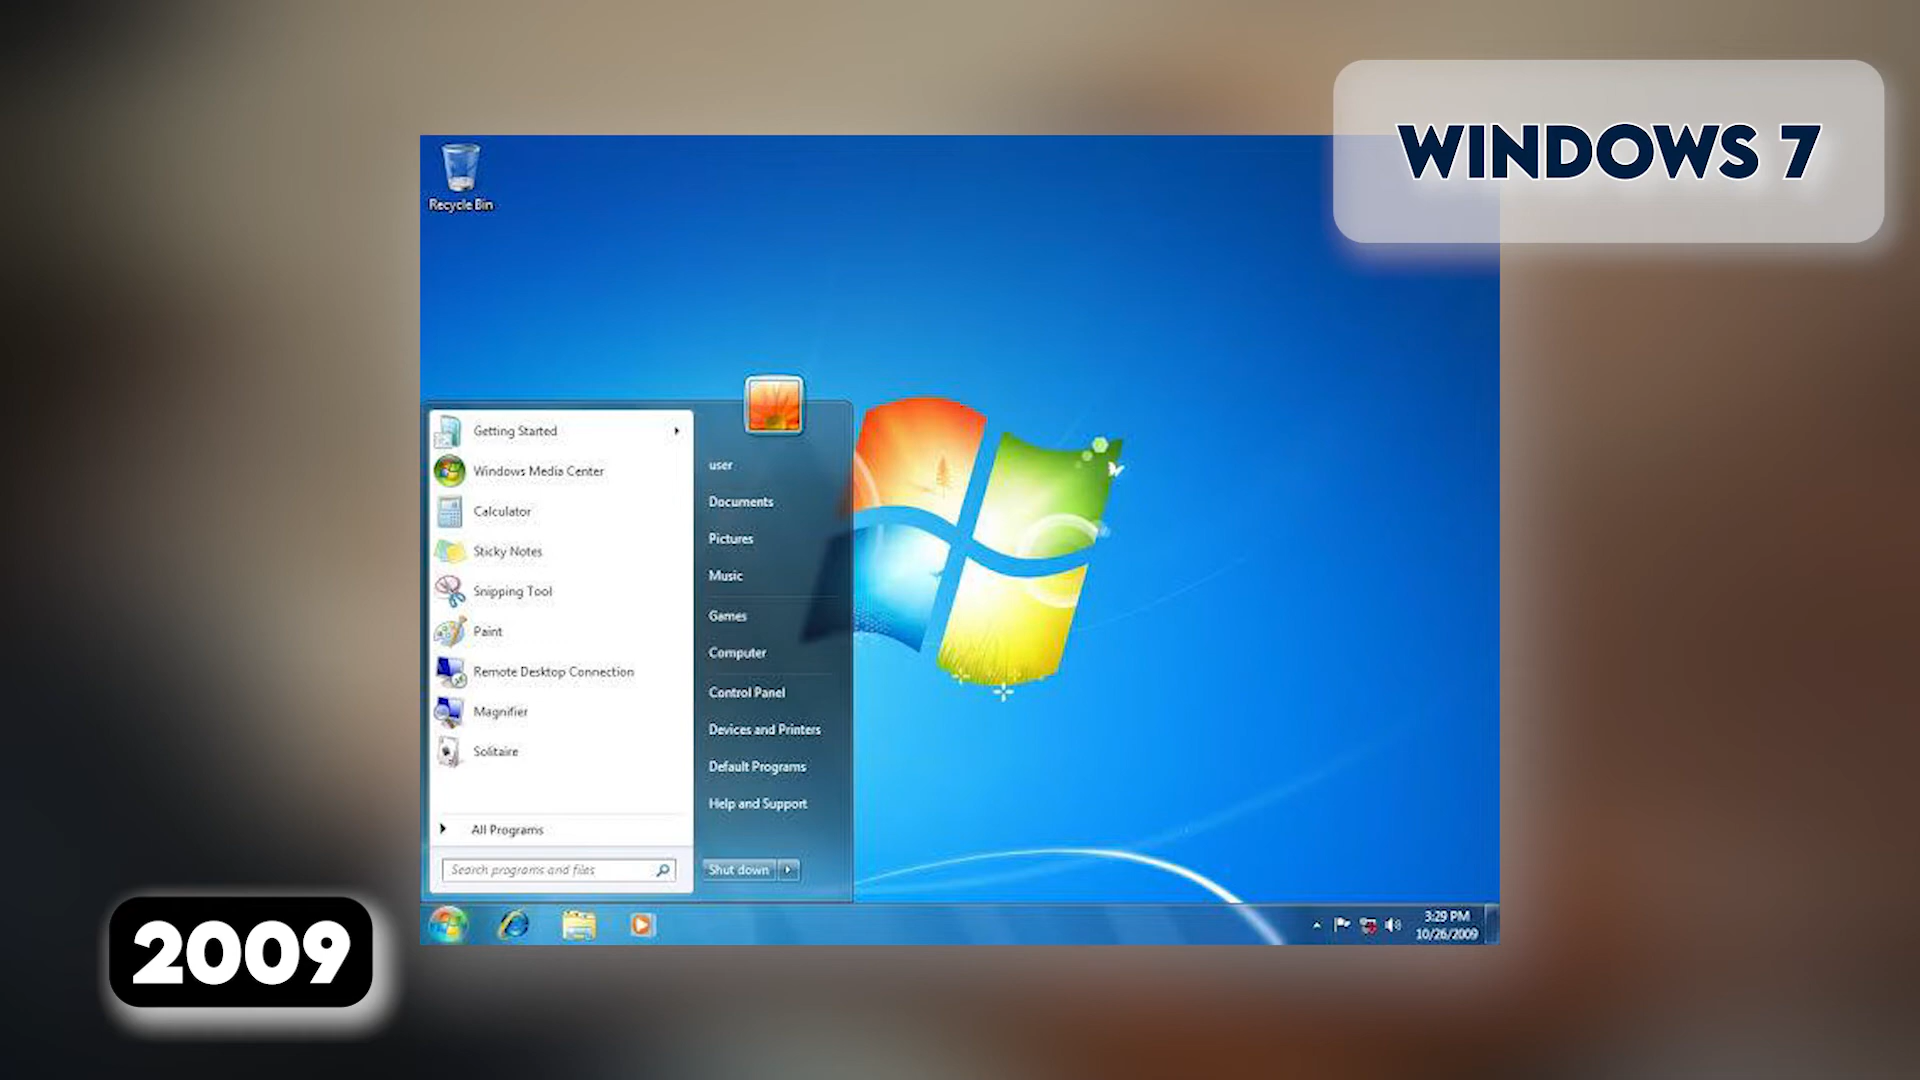 WINDOWS 7
Recycle Bin
Getting Started
Windows Media Center
Calculator
Sticky Notes
Snipping Tool
Paint
Remote Desktop Connection
Magnifier
Solitaire
All Programs
Search programs and files
user
Documents
Pictures
Music
Games
Computer
Control Panel
Devices and Printers
Default Programs
Help and Support
Shut down
3:29 PM
10/26/2009
2009